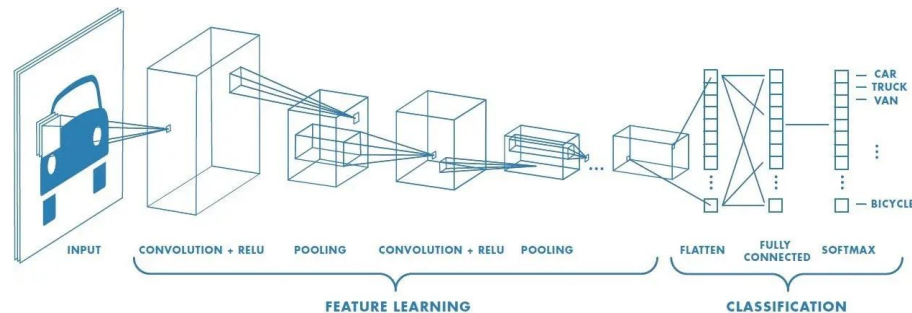 CAR
TRUCK
VAN
BICYCLE
INPUT
CONVOLUTION + RELU
POOLING
CONVOLUTION + RELU
POOLING
FLATTEN
FULLY
CONNECTED
SOFTMAX
FEATURE LEARNING
CLASSIFICATION